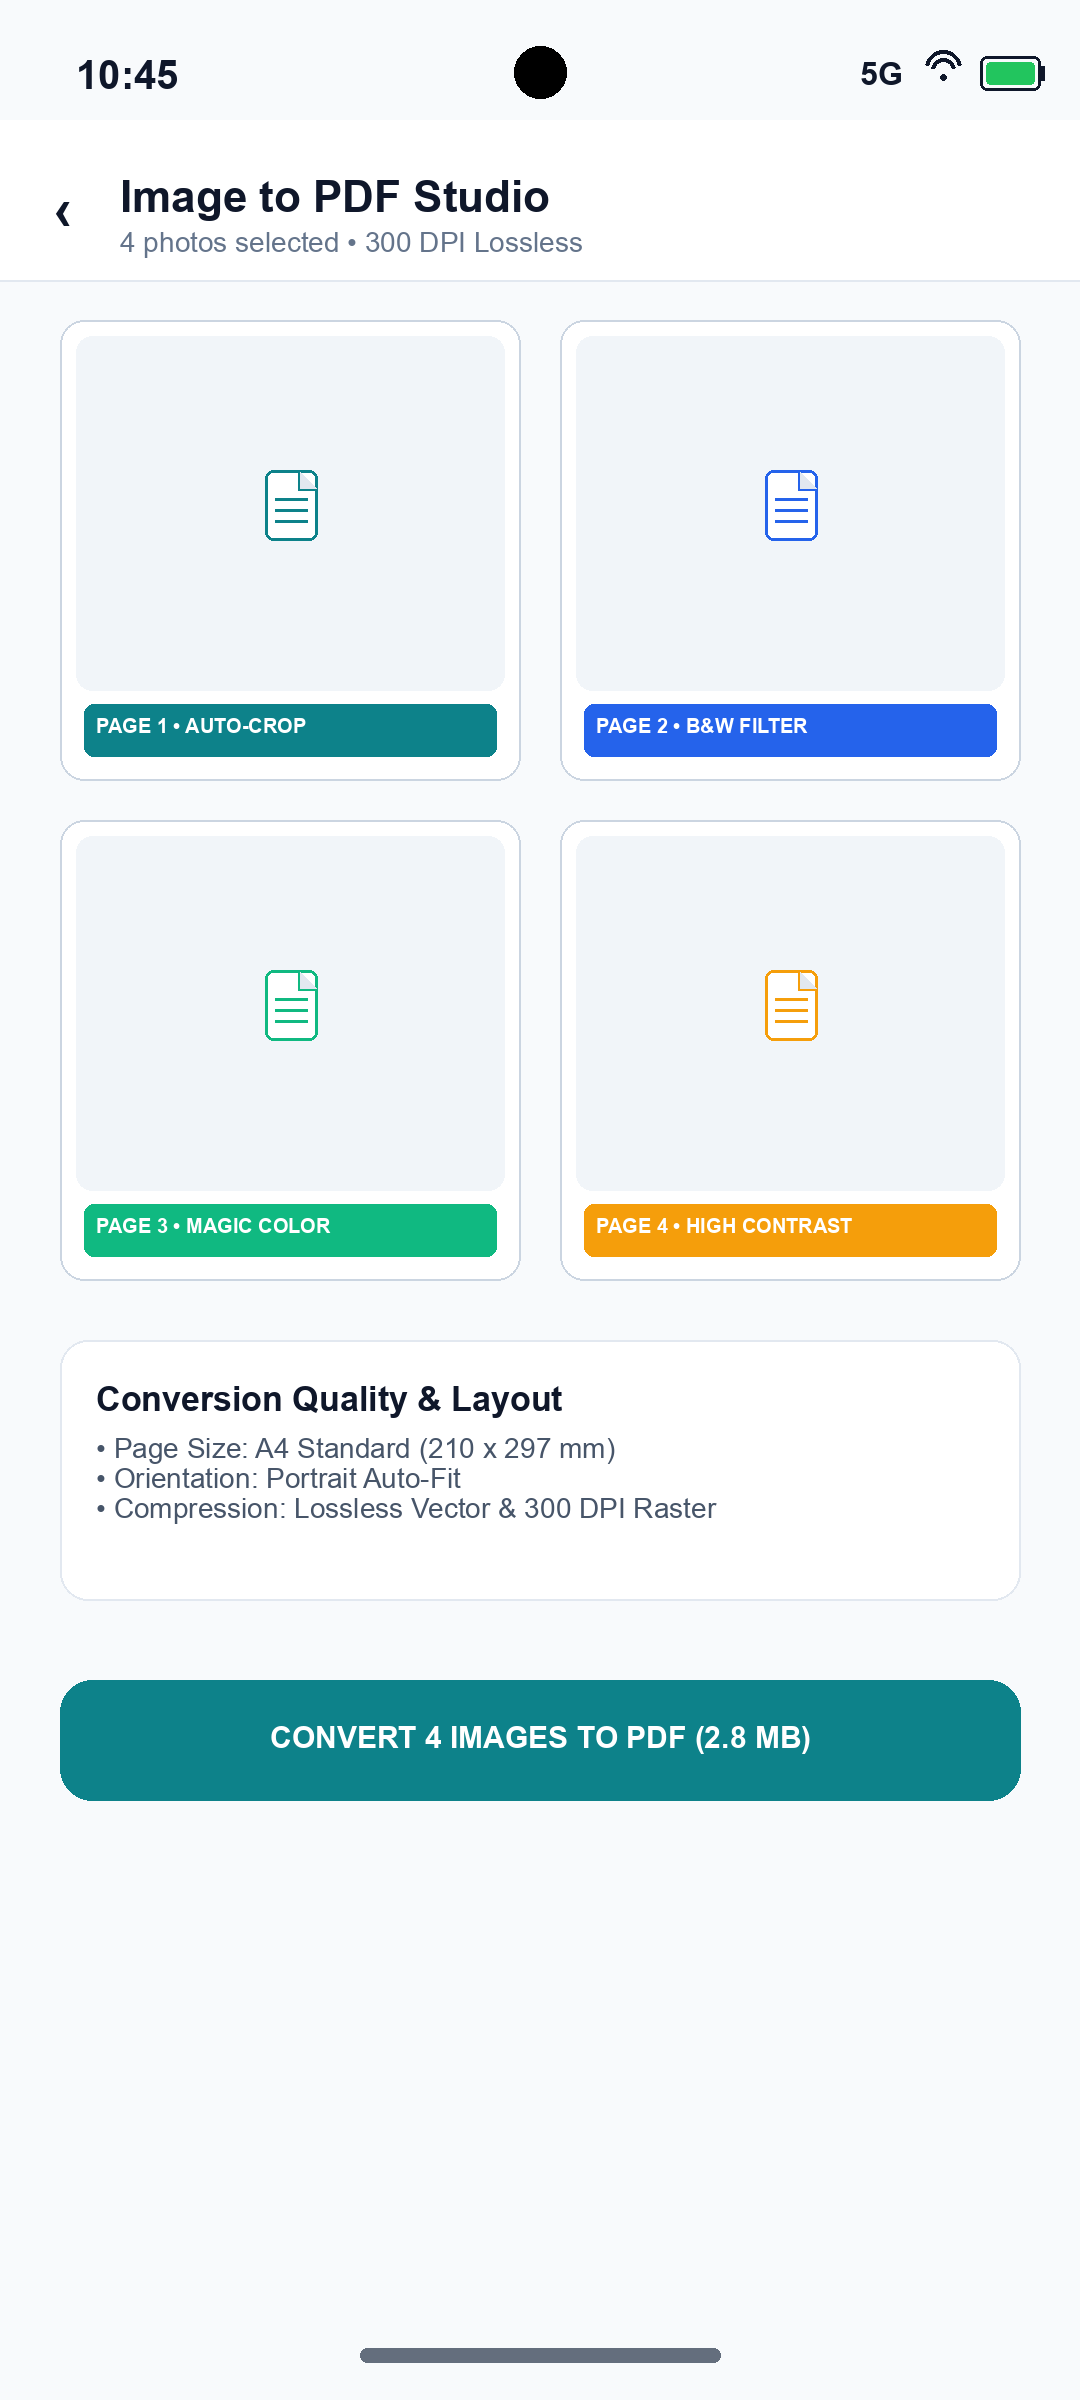 10:45
5G
‹
Image to PDF Studio
4 photos selected • 300 DPI Lossless
PAGE 1 • AUTO-CROP
PAGE 2 • B&W FILTER
PAGE 3 • MAGIC COLOR
PAGE 4 • HIGH CONTRAST
Conversion Quality & Layout
• Page Size: A4 Standard (210 x 297 mm)
• Orientation: Portrait Auto-Fit
• Compression: Lossless Vector & 300 DPI Raster
CONVERT 4 IMAGES TO PDF (2.8 MB)